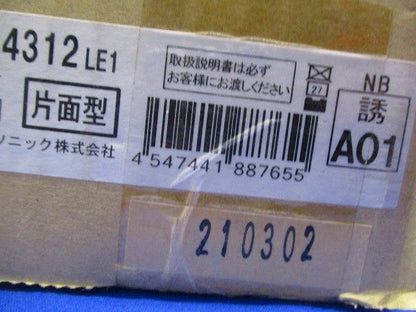 4312 LE1
取扱説明書は必ず
お客様にお渡しください
27
NB
片面型
誘
A01
ニック株式会社
4 547441 887655
210302